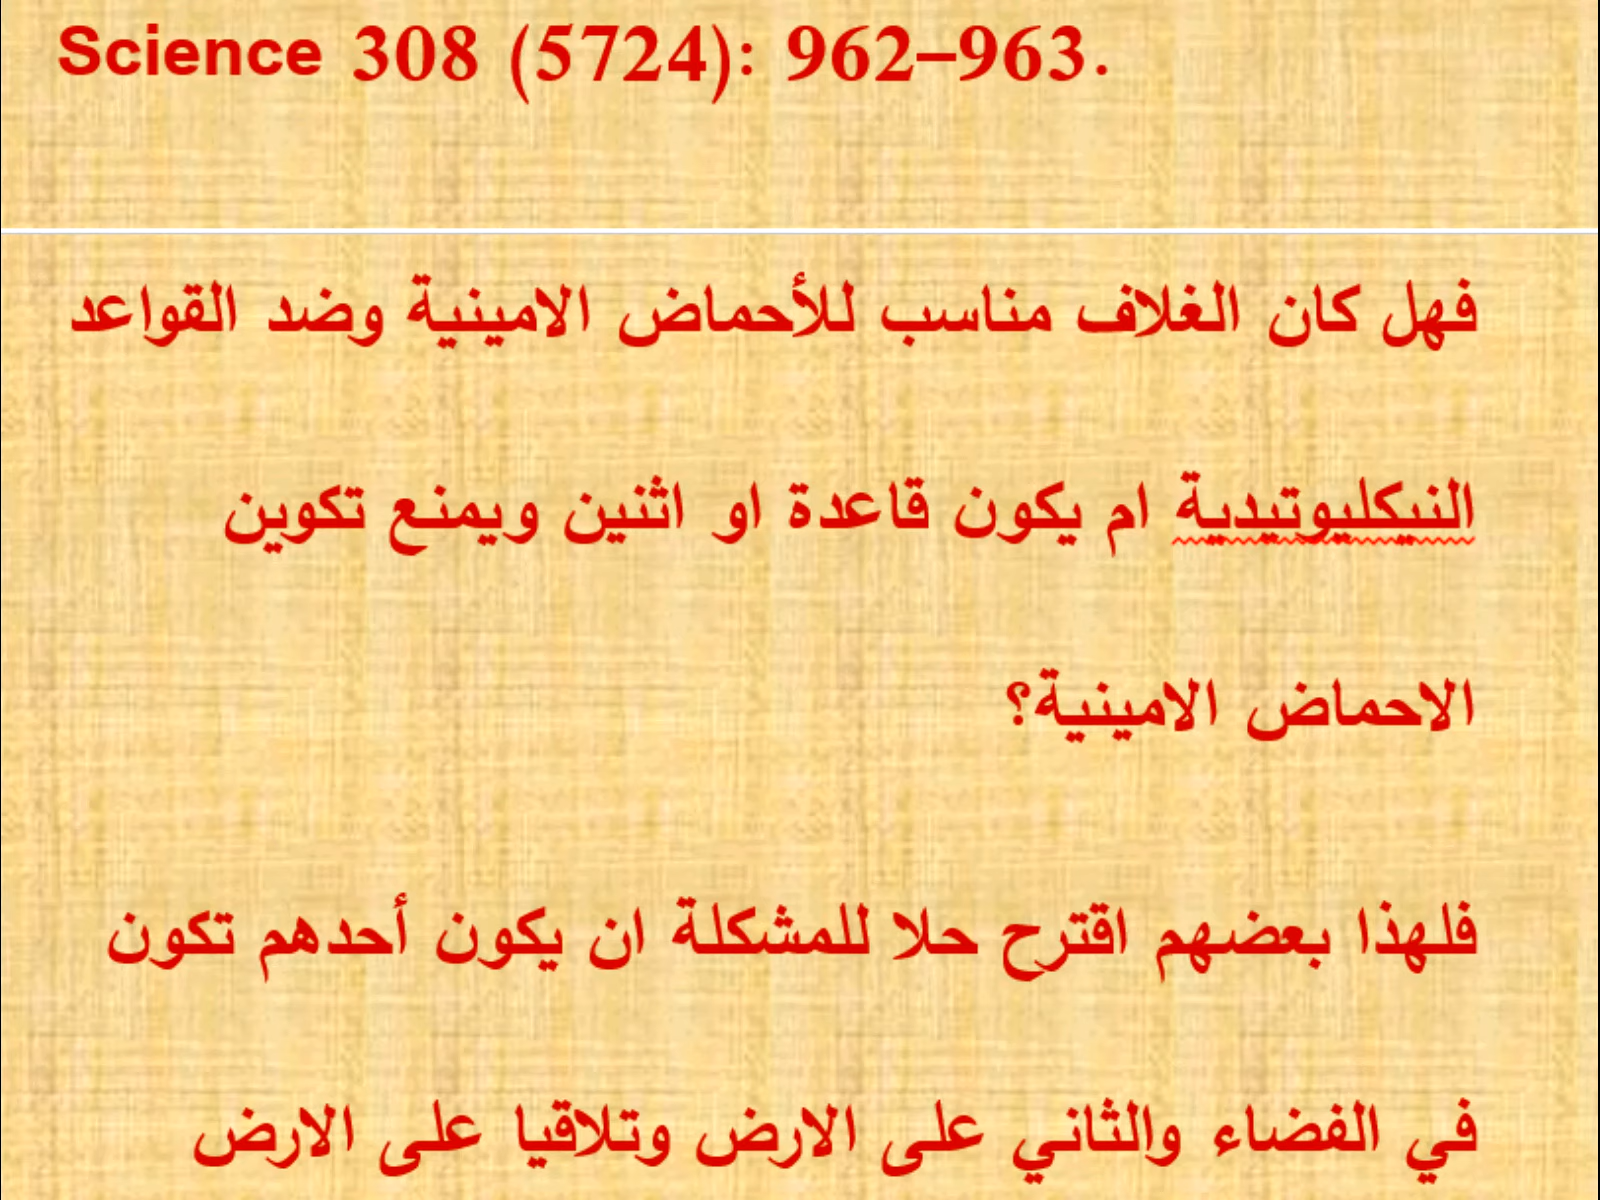 Science 308 (5724): 962–963.
فهل كان الغلاف مناسب للأحماض الامينية وضد القواعد
النيكليوتيدية ام يكون قاعدة او اثنين ويمنع تكوين
الاحماض الامينية؟
فلهذا بعضهم اقترح حلا للمشكلة ان يكون أحدهم تكون
في الفضاء والثاني على الارض وتلاقيا على الارض